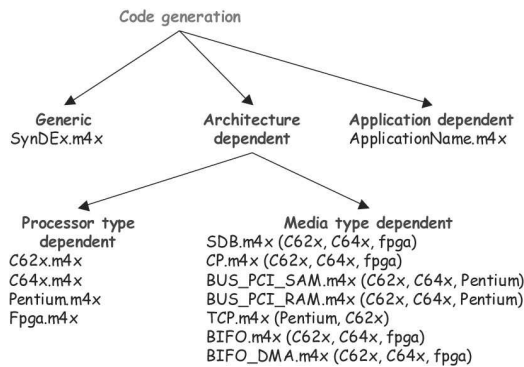 Code generation
Generic
SynDEx.m4x
Architecture
dependent
Application dependent
ApplicationName.m4x
Processor type
dependent
C62x.m4x
C64x.m4x
Pentium.m4x
Fpga.m4x
Media type dependent
SDB.m4x (C62x, C64x, fpga)
CP.m4x (C62x, C64x, fpga)
BUS_PCI_SAM.m4x (C62x, C64x, Pentium)
BUS_PCI_RAM.m4x (C62x, C64x, Pentium)
TCP.m4x (Pentium, C62x)
BIFO.m4x (C62x, C64x, fpga)
BIFO_DMA.m4x (C62x, C64x, fpga)